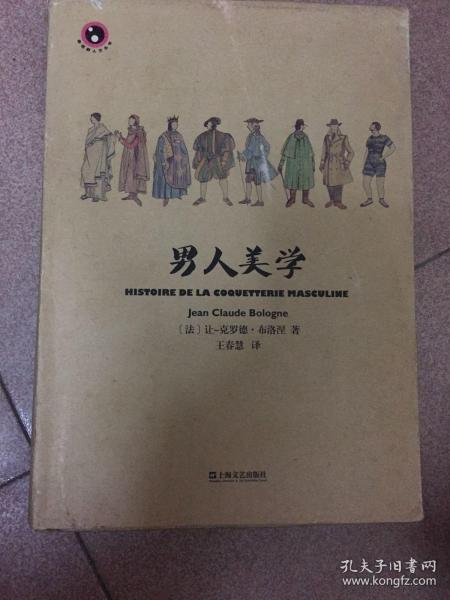 男人美学
HISTOIRE DE LA COQUETTERIE MASCULINE
Jean Claude Bologne
〔法〕让-克罗德·布洛涅 著
王春慧 译
上海文艺出版社
孔夫子旧书网
www.kongfz.com